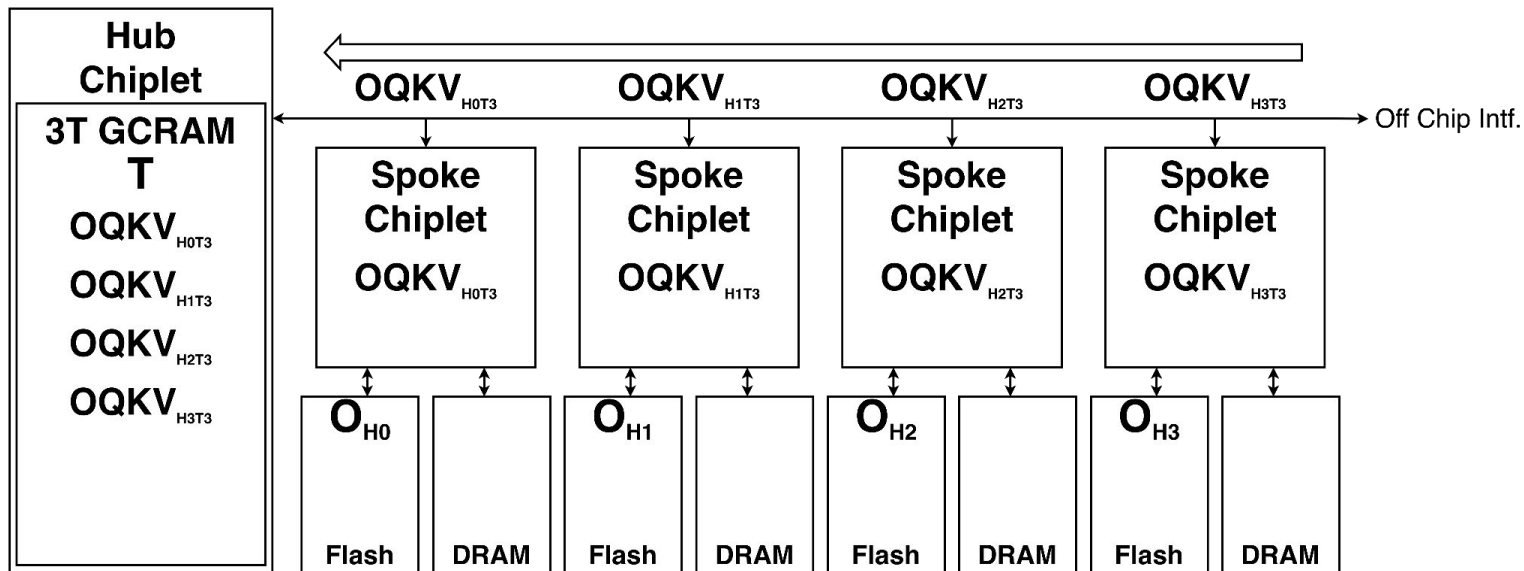 Hub
Chiplet
3T GCRAM
T
OQKV H0T3
OQKV H1T3
OQKV H2T3
OQKV H3T3
OQKV H0T3
OQKV H1T3
OQKV H2T3
OQKV H3T3
Off Chip Intf.
Spoke
Chiplet
OQKV H0T3
Spoke
Chiplet
OQKV H1T3
Spoke
Chiplet
OQKV H2T3
Spoke
Chiplet
OQKV H3T3
O H0
Flash
DRAM
O H1
Flash
DRAM
O H2
Flash
DRAM
O H3
Flash
DRAM